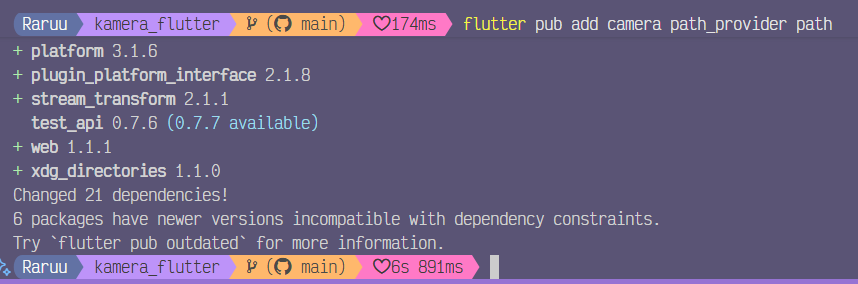 Raruu kamera_flutter ( main) ♡174ms flutter pub add camera path_provider path
+ platform 3.1.6
+ plugin_platform_interface 2.1.8
+ stream_transform 2.1.1
test_api 0.7.6 (0.7.7 available)
+ web 1.1.1
+ xdg_directories 1.1.0
Changed 21 dependencies!
6 packages have newer versions incompatible with dependency constraints.
Try `flutter pub outdated` for more information.
Raruu kamera_flutter ( main) ♡6s 891ms